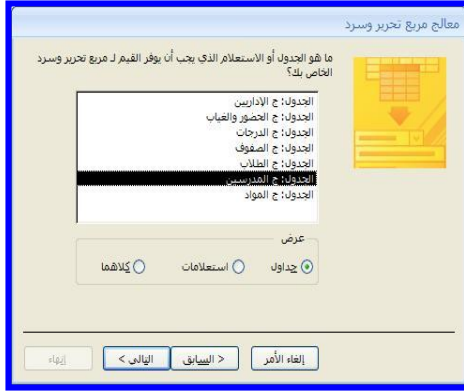 معالج مربع تحرير وسرد
ما هو الجدول أو الاستعلام الذي يجب أن يوفر القيم لـ مربع تحرير وسرد
الخاص بك؟
الجدول: ج الإداريين
الجدول: ج الحضور والغياب
الجدول: ج الدرجات
الجدول: ج الصفوف
الجدول: ج الطلاب
الجدول: ج المدرسين
الجدول: ج المواد
عرض
جداول استعلامات كلاهما
إلغاء الأمر < السابق التالي > إنهاء